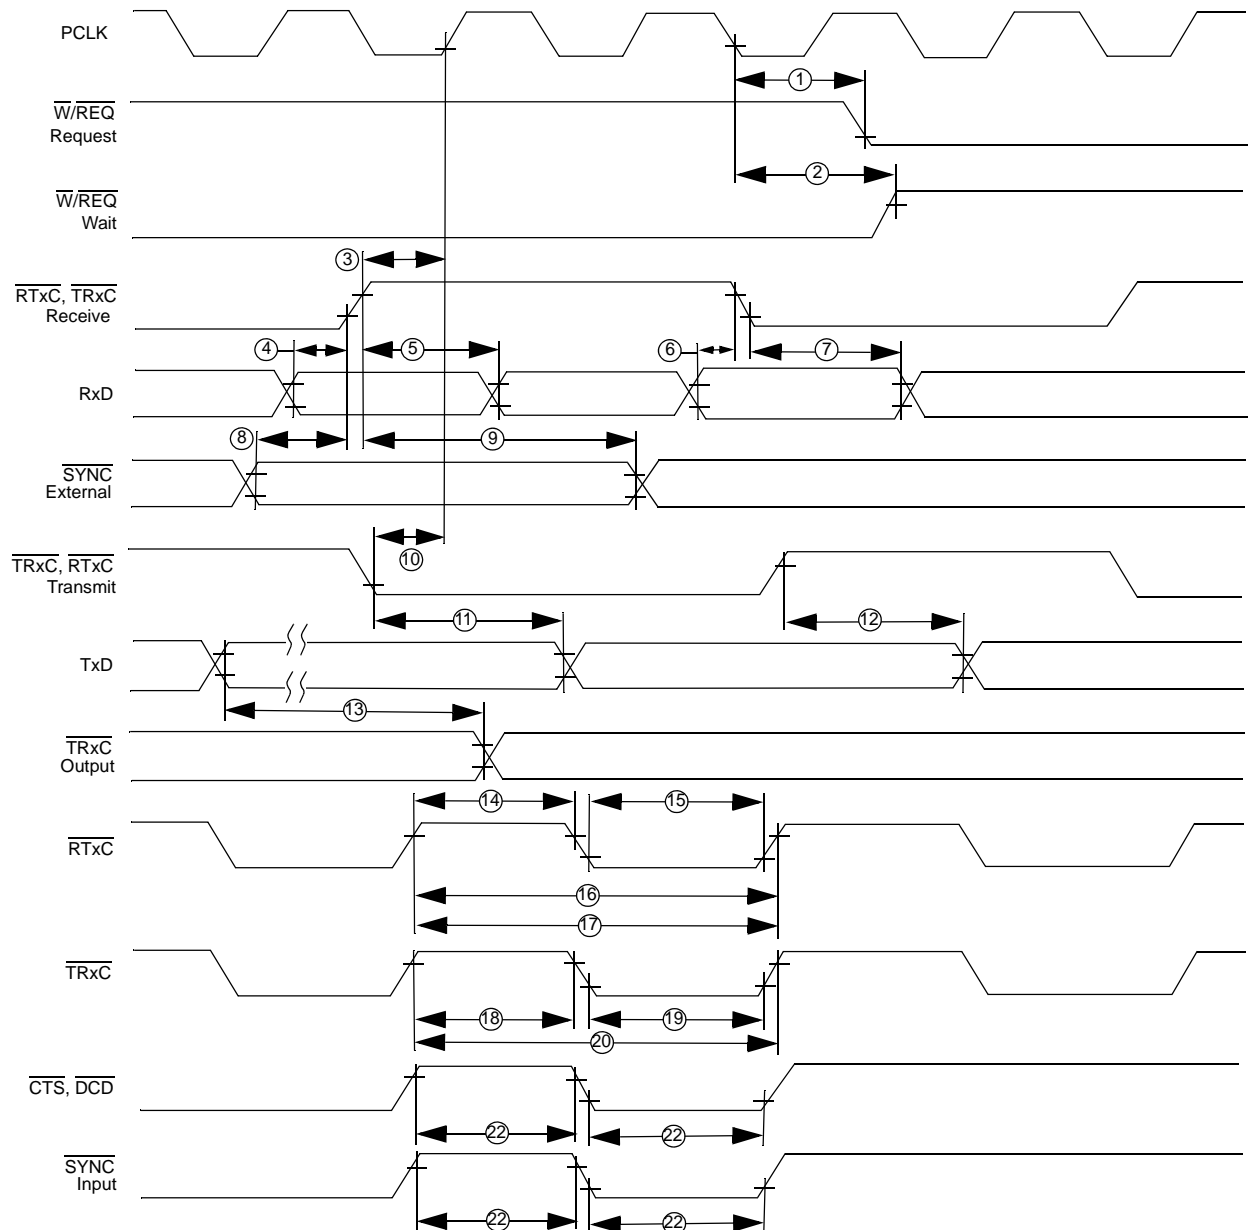 PCLK
①
W/REQ
Request
②
W/REQ
Wait
③
RTxC, TRxC
Receive
④ ⑤ ⑥ ⑦
RxD
⑧ ⑨
SYNC
External
⑩
TRxC, RTxC
Transmit
⑪ ⑫
TxD
⑬
TRxC
Output
⑭ ⑮
RTxC
⑯
⑰
TRxC
⑱ ⑲
⑳
CTS, DCD
㉒ ㉒
SYNC
Input
㉒ ㉒